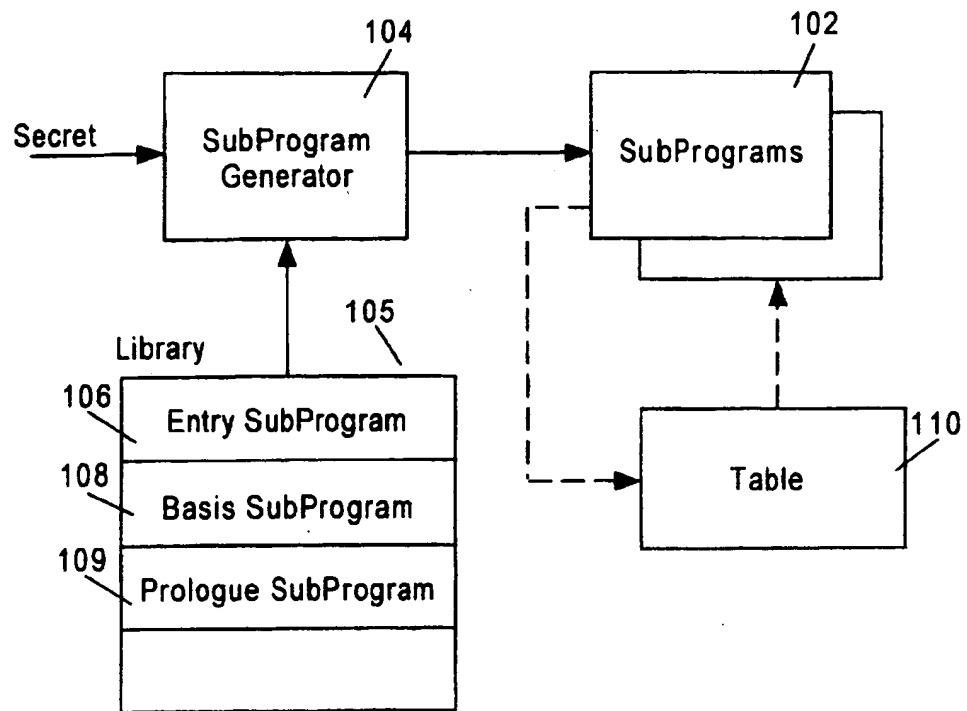 104
102
Secret
SubProgram
Generator
SubPrograms
105
Library
106
Entry SubProgram
110
108
Basis SubProgram
Table
109
Prologue SubProgram